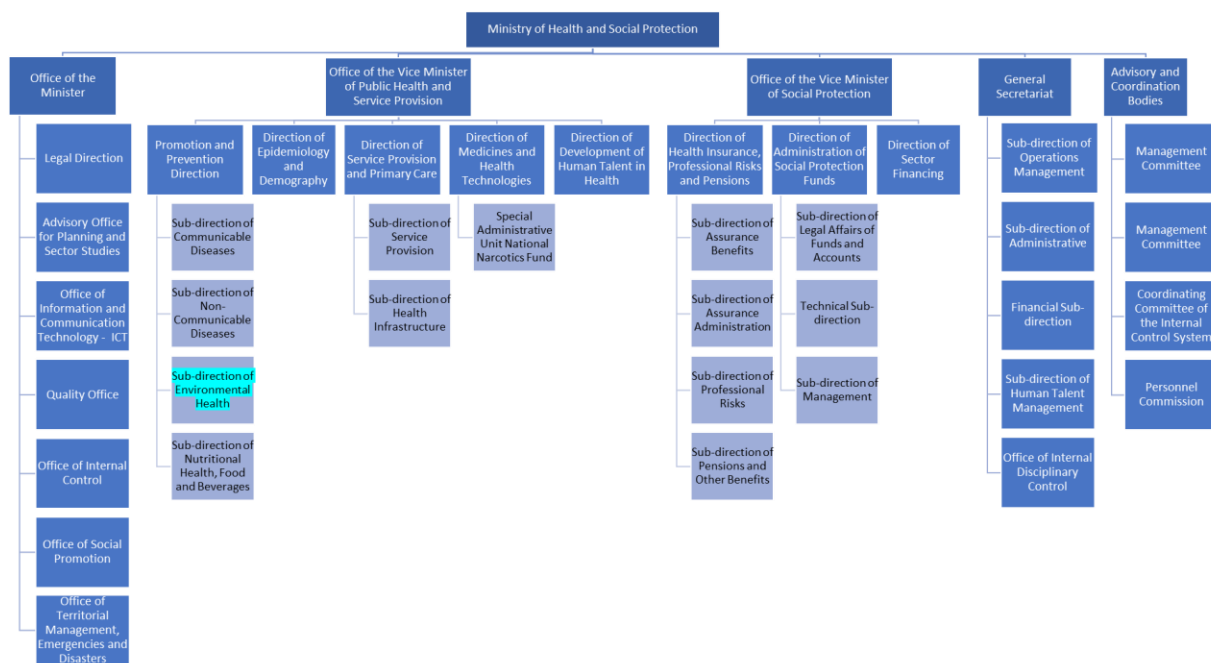 Ministry of Health and Social Protection
Office of the
Minister
Office of the Vice Minister
of Public Health and
Service Provision
Office of the Vice Minister
of Social Protection
General
Secretariat
Advisory and
Coordination
Bodies
Legal Direction
Advisory Office
for Planning and
Sector Studies
Office of
Information and
Communication
Technology - ICT
Quality Office
Office of Internal
Control
Office of Social
Promotion
Office of
Territorial
Management,
Emergencies and
Disasters
Promotion and
Prevention
Direction
Sub-direction of
Communicable
Diseases
Sub-direction of
Non-
Communicable
Diseases
Sub-direction of
Environmental
Health
Sub-direction of
Nutritional
Health, Food
and Beverages
Direction of
Epidemiology
and
Demography
Direction of
Service Provision
and Primary Care
Sub-direction of
Service
Provision
Sub-direction of
Health
Infrastructure
Direction of
Medicines and
Health
Technologies
Special
Administrative
Unit National
Narcotics Fund
Direction of
Development of
Human Talent in
Health
Direction of
Health Insurance,
Professional Risks
and Pensions
Sub-direction of
Assurance
Benefits
Sub-direction of
Assurance
Administration
Sub-direction of
Professional
Risks
Sub-direction of
Pensions and
Other Benefits
Direction of
Administration of
Social Protection
Funds
Sub-direction of
Legal Affairs of
Funds and
Accounts
Technical Sub-
direction
Sub-direction of
Management
Direction of
Sector
Financing
Sub-direction of
Operations
Management
Sub-direction of
Administrative
Financial Sub-
direction
Sub-direction of
Human Talent
Management
Office of Internal
Disciplinary
Control
Management
Committee
Management
Committee
Coordinating
Committee of
the Internal
Control System
Personnel
Commission